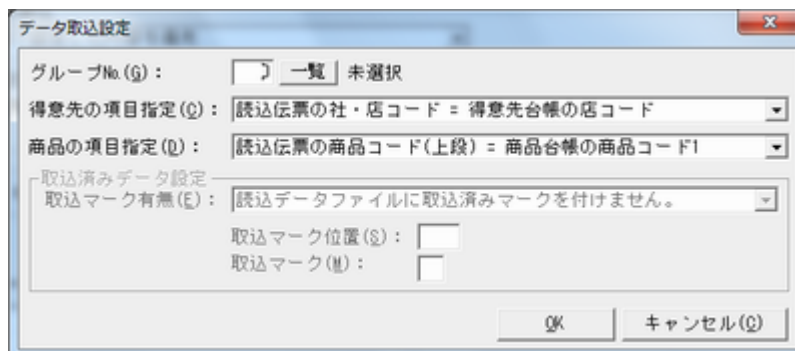 データ取込設定
グループNo.(G)： 一覧 未選択
得意先の項目指定(C)： 読込伝票の社・店コード = 得意先台帳の店コード
商品の項目指定(D)： 読込伝票の商品コード(上段) = 商品台帳の商品コード1
取込済みデータ設定
取込マーク有無(E)： 読込データファイルに取込済みマークを付けません。
取込マーク位置(S)：
取込マーク(M)：
OK キャンセル(C)